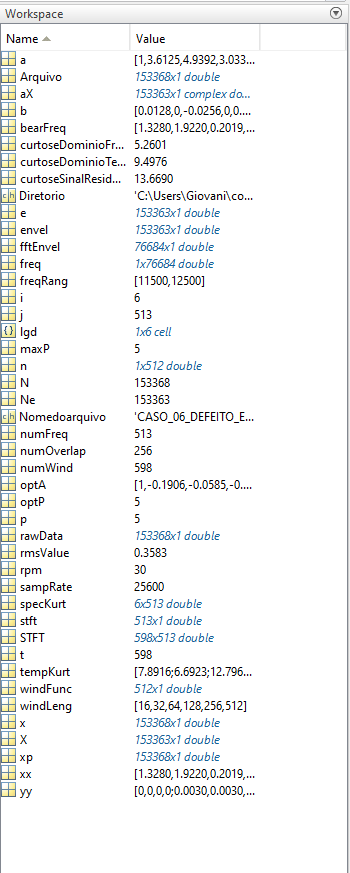 Workspace
Name Value
a [1,3.6125,4.9392,3.033...
Arquivo 153368x1 double
aX 153363x1 complex do...
b [0.0128,0,-0.0256,0,0....
bearFreq [1.3280,1.9220,0.2019,...
curtoseDominioFr... 5.2601
curtoseDominioTe... 9.4976
curtoseSinalResid... 13.6690
Diretorio 'C:\Users\Giovani\co...
e 153363x1 double
envel 153363x1 double
fftEnvel 76684x1 double
freq 1x76684 double
freqRang [11500,12500]
i 6
j 513
lgd 1x6 cell
maxP 5
n 1x512 double
N 153368
Ne 153363
Nomedoarquivo 'CASO_06_DEFEITO_E...
numFreq 513
numOverlap 256
numWind 598
optA [1,-0.1906,-0.0585,-0....
optP 5
p 5
rawData 153368x1 double
rmsValue 0.3583
rpm 30
sampRate 25600
specKurt 6x513 double
stft 513x1 double
STFT 598x513 double
t 598
tempKurt [7.8916;6.6923;12.796...
windFunc 512x1 double
windLeng [16,32,64,128,256,512]
x 153368x1 double
X 153363x1 double
xp 153368x1 double
xx [1.3280,1.9220,0.2019,...
yy [0,0,0,0;0.0030,0.0030,...